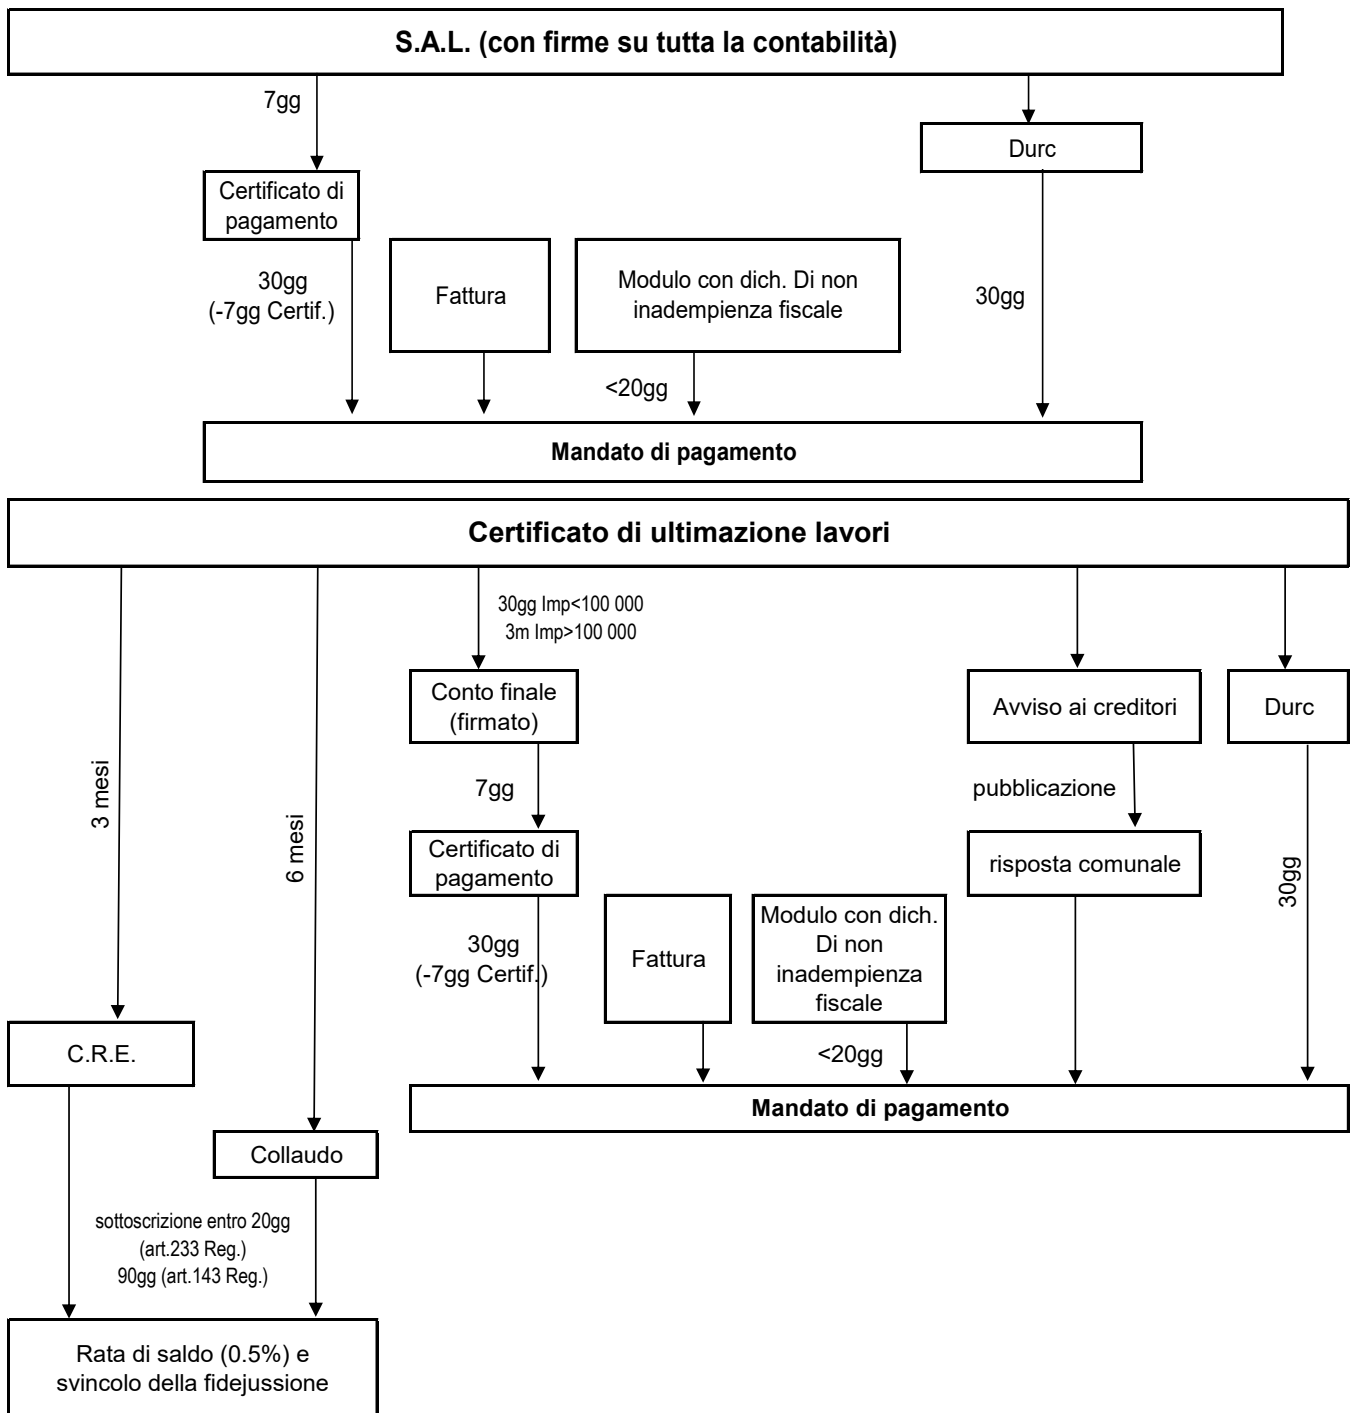 S.A.L. (con firme su tutta la contabilità)
7gg
Durc
Certificato di
pagamento
30gg
(-7gg Certif.)
Fattura
Modulo con dich. Di non
inadempienza fiscale
30gg
<20gg
Mandato di pagamento
Certificato di ultimazione lavori
30gg Imp<100 000
3m Imp>100 000
Conto finale
(firmato)
Avviso ai creditori
Durc
3 mesi
6 mesi
7gg
pubblicazione
Certificato di
pagamento
risposta comunale
30gg
30gg
(-7gg Certif.)
Fattura
Modulo con dich.
Di non
inadempienza
fiscale
<20gg
C.R.E.
Mandato di pagamento
Collaudo
sottoscrizione entro 20gg
(art.233 Reg.)
90gg (art.143 Reg.)
Rata di saldo (0.5%) e
svincolo della fidejussione